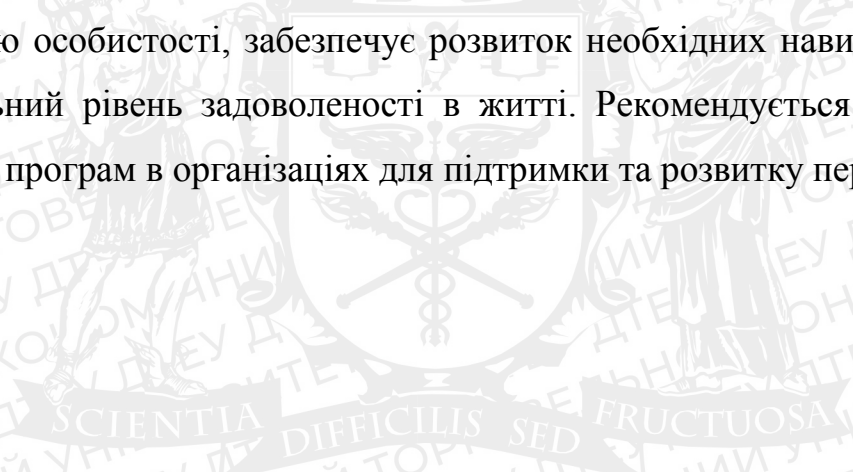 ю особистості, забезпечує розвиток необхідних нави
ьний рівень задоволеності в житті. Рекомендується
програм в організаціях для підтримки та розвитку пе
SCIENTIA DIFFICILIS SED FRUCTUOSA